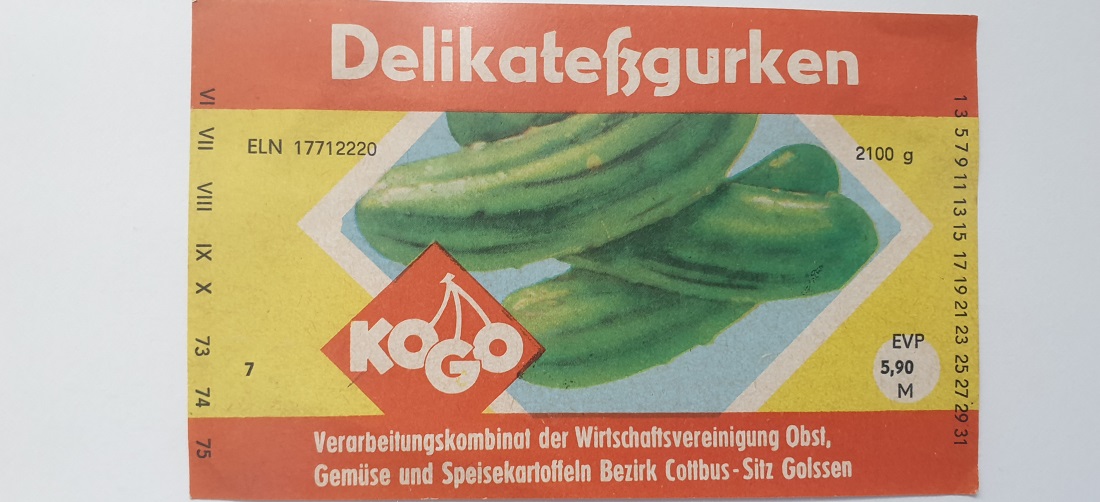 Delikateßgurken
VI VII VIII IX X 73 74 75
ELN 17712220
2100 g
1 3 5 7 9 11 13 15 17 19 21 23 25 27 29 31
KOGO
7
EVP
5,90
M
Verarbeitungskombinat der Wirtschaftsvereinigung Obst,
Gemüse und Speisekartoffeln Bezirk Cottbus - Sitz Golssen